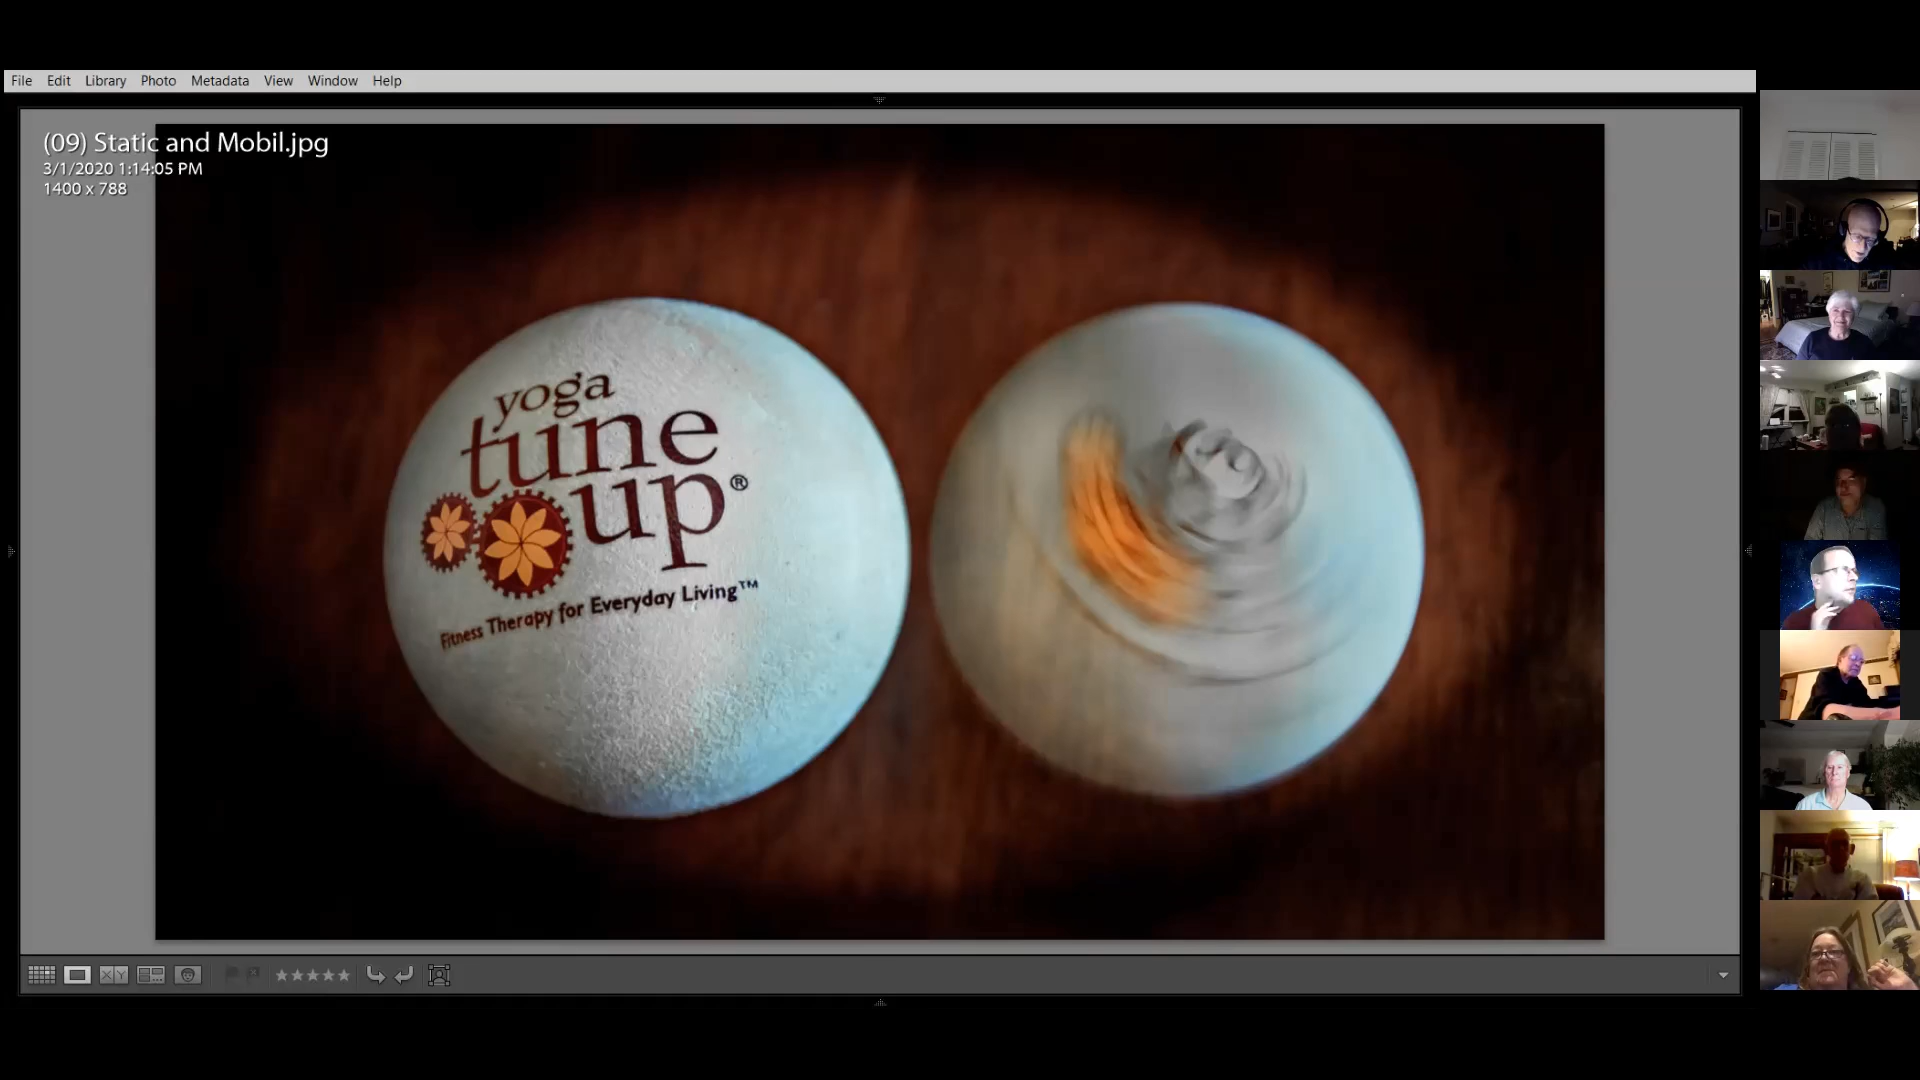 File Edit Library Photo Metadata View Window Help
(09) Static and Mobil.jpg
3/1/2020 1:14:05 PM
1400 x 788
yoga
tune
up®
Fitness Therapy for Everyday Living™
X Y